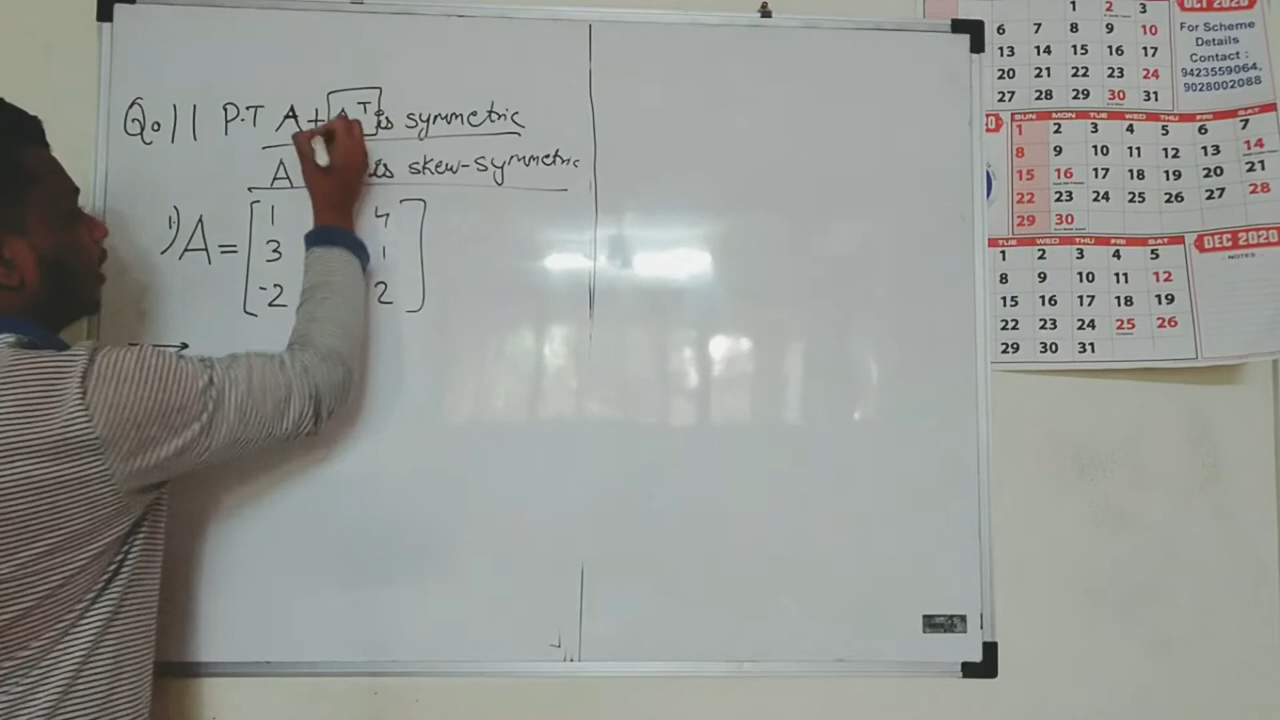 Q.11 P.T A + Aᵀ is symmetric
A is skew-symmetric
1) A = [ 1 4
3 1
-2 2 ]
OCT 2020
1 2 3
6 7 8 9 10
13 14 15 16 17
20 21 22 23 24
27 28 29 30 31
For Scheme
Details
Contact :
9423559064,
9028002088
SUN MON TUE WED THU FRI SAT
1 2 3 4 5 6 7
8 9 10 11 12 13 14
15 16 17 18 19 20 21
22 23 24 25 26 27 28
29 30
TUE WED THU FRI SAT
1 2 3 4 5
8 9 10 11 12
15 16 17 18 19
22 23 24 25 26
29 30 31
DEC 2020
NOTES